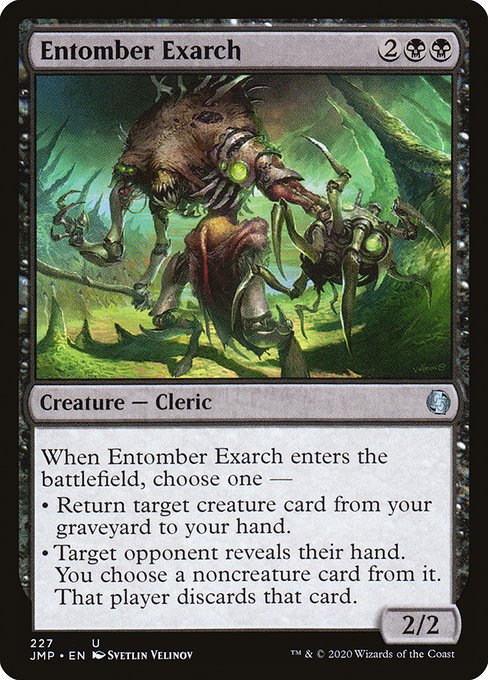 Entomber Exarch 2
Creature — Cleric
When Entomber Exarch enters the
battlefield, choose one —
• Return target creature card from your
graveyard to your hand.
• Target opponent reveals their hand.
You choose a noncreature card from it.
That player discards that card.
2/2
227 U
JMP • EN Svetlin Velinov ™ & © 2020 Wizards of the Coast